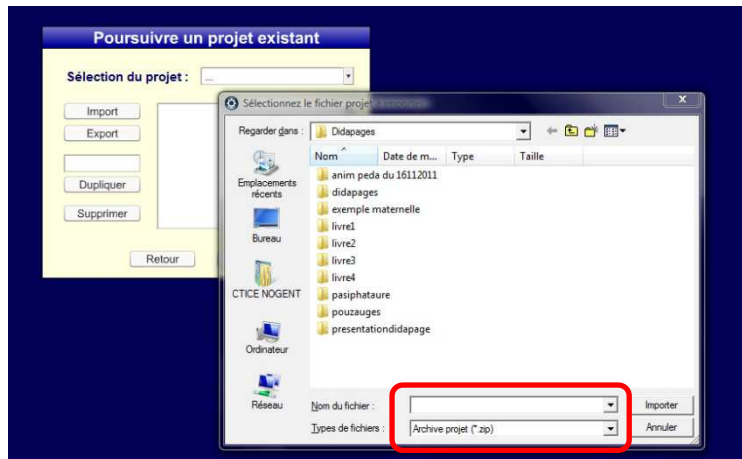 Poursuivre un projet existant
Sélection du projet : ...
Import
Export
Dupliquer
Supprimer
Retour
Sélectionnez le fichier projet à importer
X
Regarder dans : Didapages
Nom Date de m... Type Taille
anim peda du 16112011
didapages
exemple maternelle
livre1
livre2
livre3
livre4
pasiphataure
pouzauges
presentationdidapage
Emplacements
récents
Bureau
CTICE NOGENT
Ordinateur
Réseau
Nom du fichier : Importer
Types de fichiers : Archive projet (*.zip) Annuler